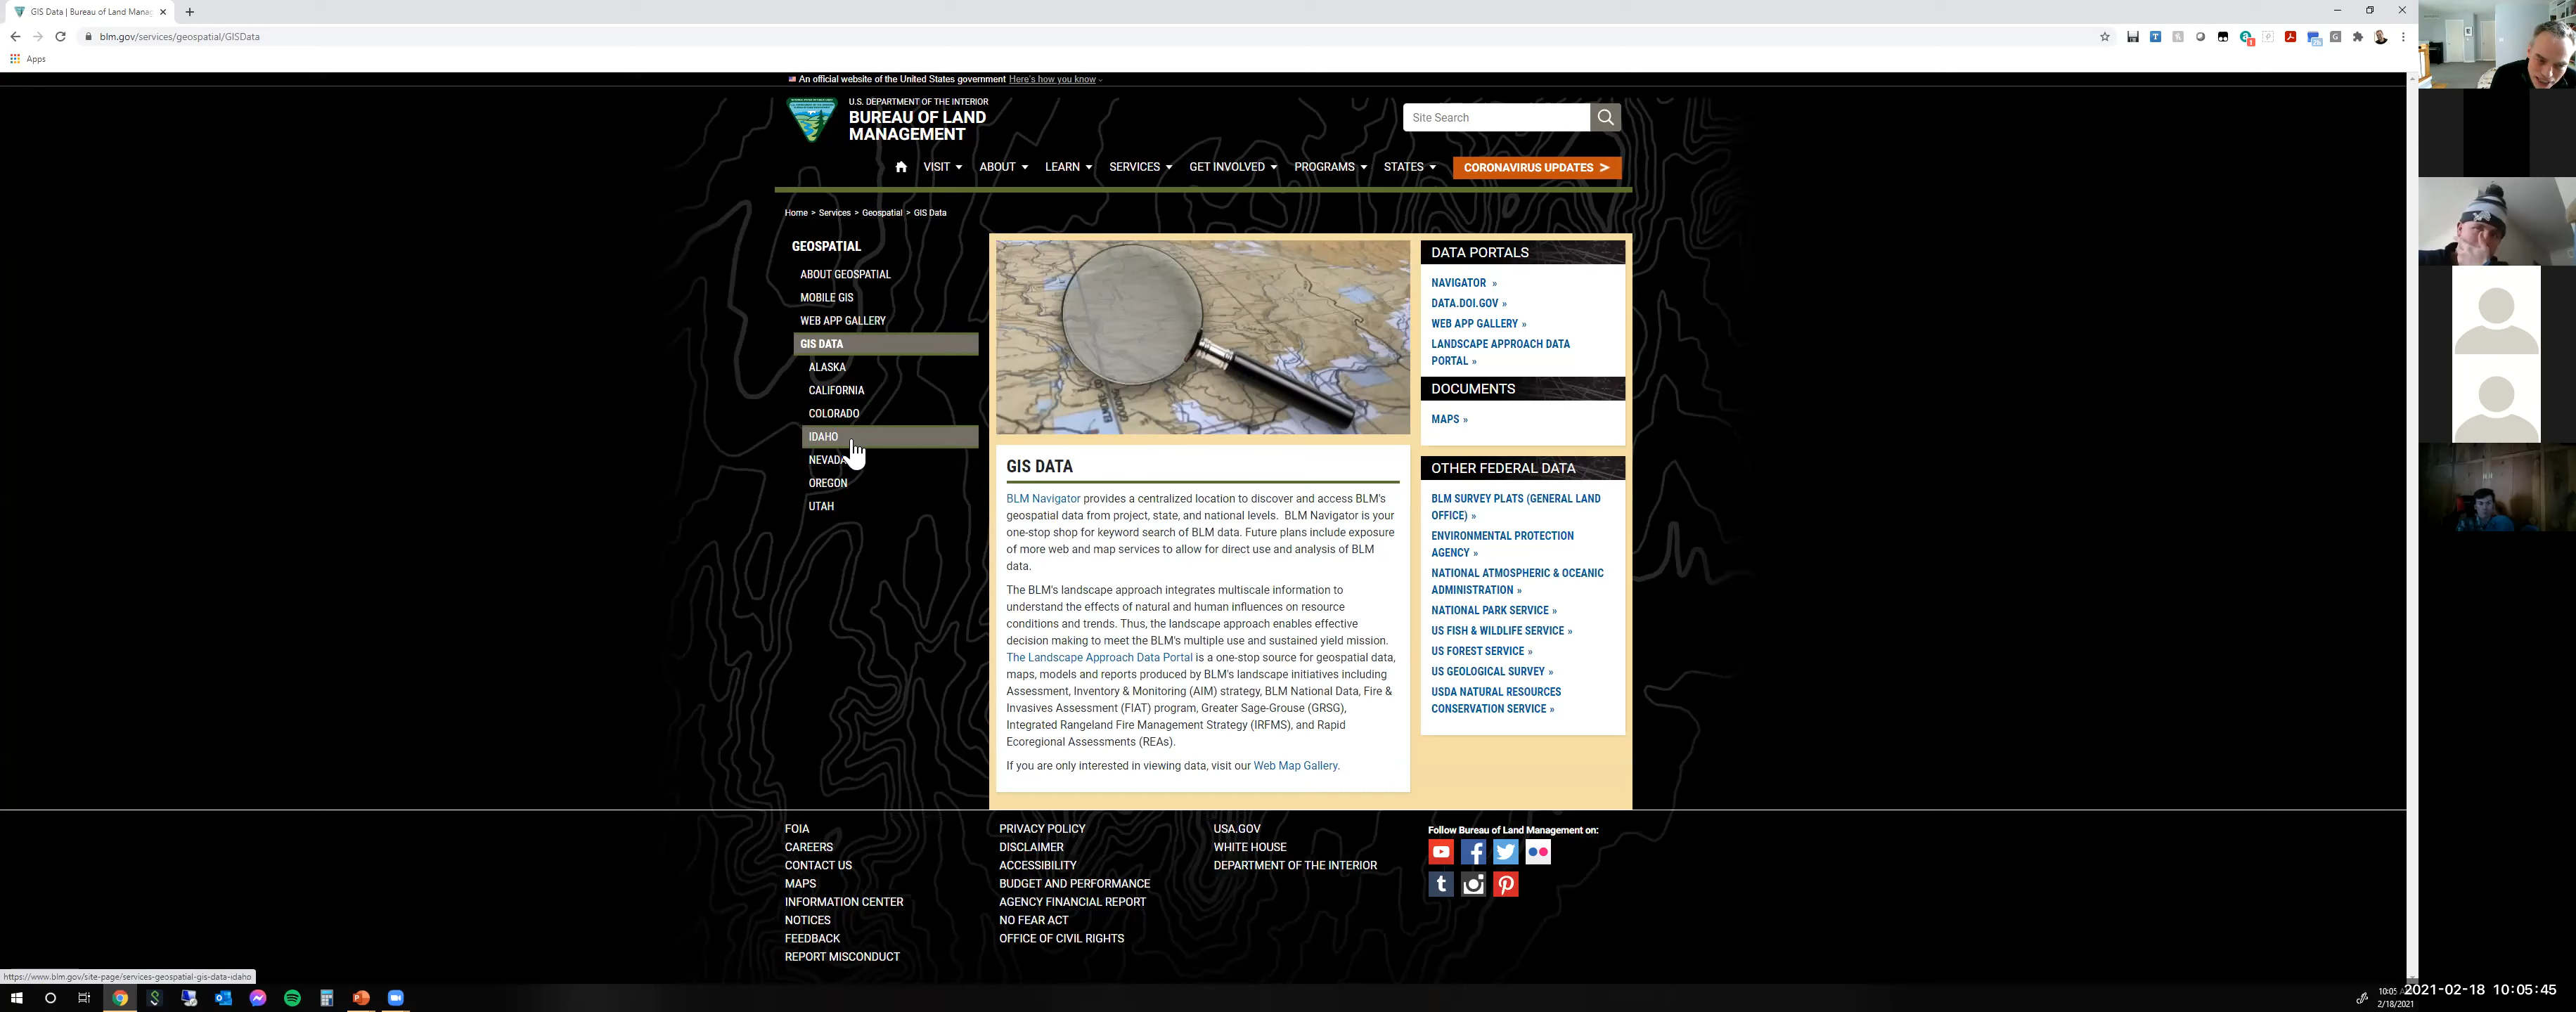 GIS Data | Bureau of Land Manag
blm.gov/services/geospatial/GISData
Apps
An official website of the United States government Here's how you know
U.S. DEPARTMENT OF THE INTERIOR
BUREAU OF LAND
MANAGEMENT
Site Search
VISIT ABOUT LEARN SERVICES GET INVOLVED PROGRAMS STATES CORONAVIRUS UPDATES >
Home > Services > Geospatial > GIS Data
GEOSPATIAL
ABOUT GEOSPATIAL
MOBILE GIS
WEB APP GALLERY
GIS DATA
ALASKA
CALIFORNIA
COLORADO
IDAHO
NEVADA
OREGON
UTAH
GIS DATA
BLM Navigator provides a centralized location to discover and access BLM's
geospatial data from project, state, and national levels. BLM Navigator is your
one-stop shop for keyword search of BLM data. Future plans include exposure
of more web and map services to allow for direct use and analysis of BLM
data.
The BLM's landscape approach integrates multiscale information to
understand the effects of natural and human influences on resource
conditions and trends. Thus, the landscape approach enables effective
decision making to meet the BLM's multiple use and sustained yield mission.
The Landscape Approach Data Portal is a one-stop source for geospatial data,
maps, models and reports produced by BLM's landscape initiatives including
Assessment, Inventory & Monitoring (AIM) strategy, BLM National Data, Fire &
Invasives Assessment (FIAT) program, Greater Sage-Grouse (GRSG),
Integrated Rangeland Fire Management Strategy (IRFMS), and Rapid
Ecoregional Assessments (REAs).
If you are only interested in viewing data, visit our Web Map Gallery.
DATA PORTALS
NAVIGATOR »
DATA.DOI.GOV »
WEB APP GALLERY »
LANDSCAPE APPROACH DATA
PORTAL »
DOCUMENTS
MAPS »
OTHER FEDERAL DATA
BLM SURVEY PLATS (GENERAL LAND
OFFICE) »
ENVIRONMENTAL PROTECTION
AGENCY »
NATIONAL ATMOSPHERIC & OCEANIC
ADMINISTRATION »
NATIONAL PARK SERVICE »
US FISH & WILDLIFE SERVICE »
US FOREST SERVICE »
US GEOLOGICAL SURVEY »
USDA NATURAL RESOURCES
CONSERVATION SERVICE »
FOIA
CAREERS
CONTACT US
MAPS
INFORMATION CENTER
NOTICES
FEEDBACK
REPORT MISCONDUCT
PRIVACY POLICY
DISCLAIMER
ACCESSIBILITY
BUDGET AND PERFORMANCE
AGENCY FINANCIAL REPORT
NO FEAR ACT
OFFICE OF CIVIL RIGHTS
USA.GOV
WHITE HOUSE
DEPARTMENT OF THE INTERIOR
Follow Bureau of Land Management on:
https://www.blm.gov/site-page/services-geospatial-gis-data-idaho
10:05
2/18/2021
2021-02-18 10:05:45